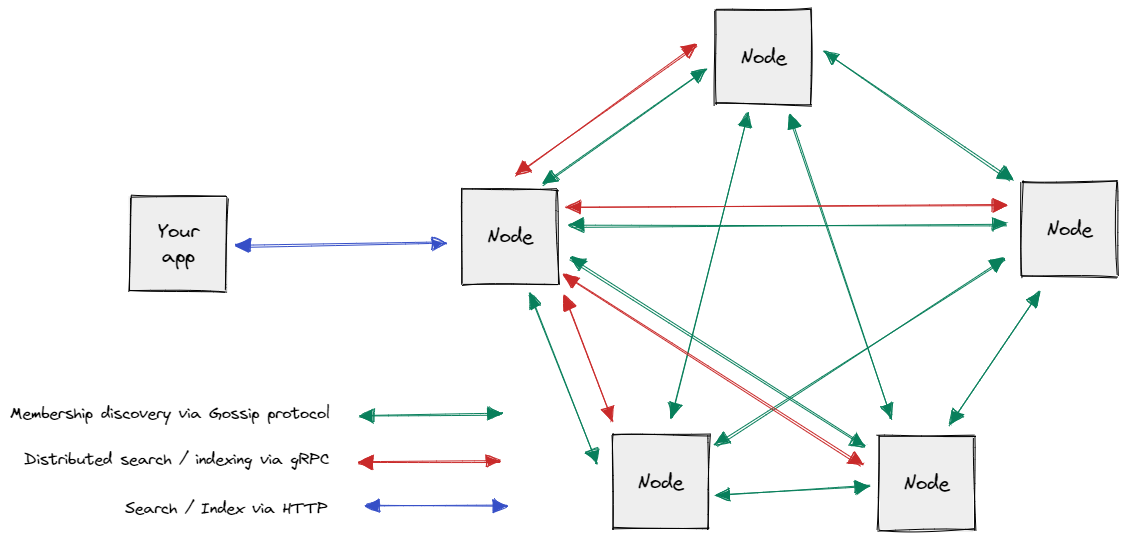 Node
Your
app
Node
Node
Membership discovery via Gossip protocol
Distributed search / indexing via gRPC
Search / Index via HTTP
Node
Node